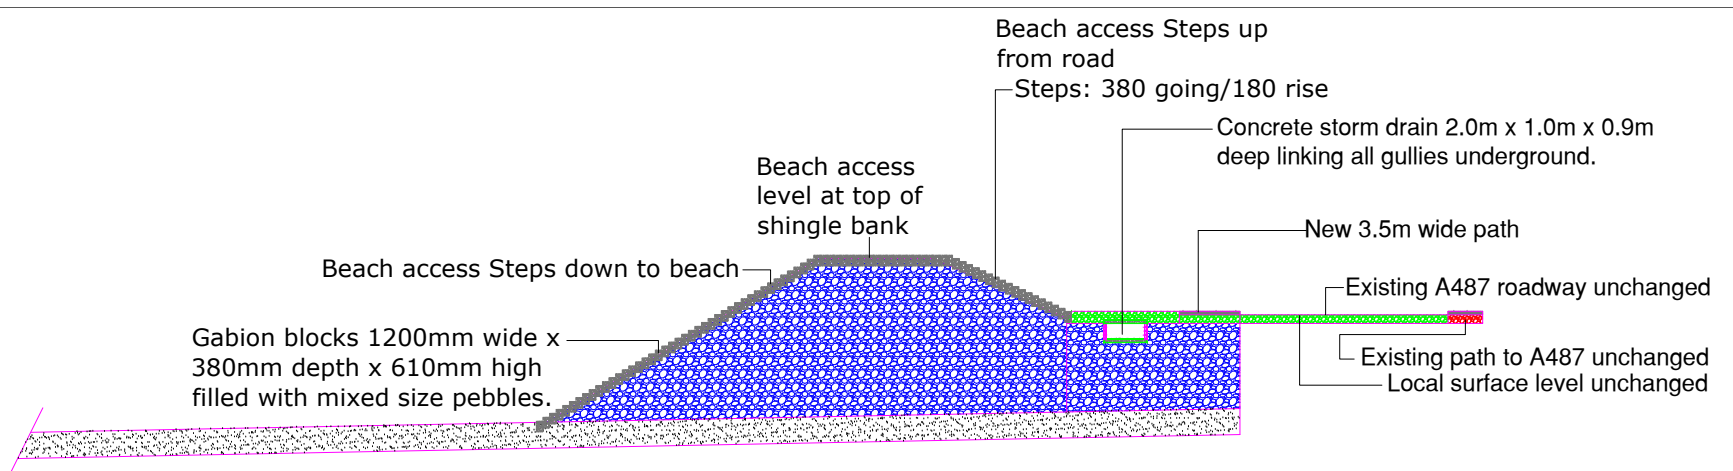 Beach access Steps up
from road
Steps: 380 going/180 rise
Concrete storm drain 2.0m x 1.0m x 0.9m
deep linking all gullies underground.
Beach access
level at top of
shingle bank
New 3.5m wide path
Beach access Steps down to beach
Existing A487 roadway unchanged
Gabion blocks 1200mm wide x
380mm depth x 610mm high
filled with mixed size pebbles.
Existing path to A487 unchanged
Local surface level unchanged